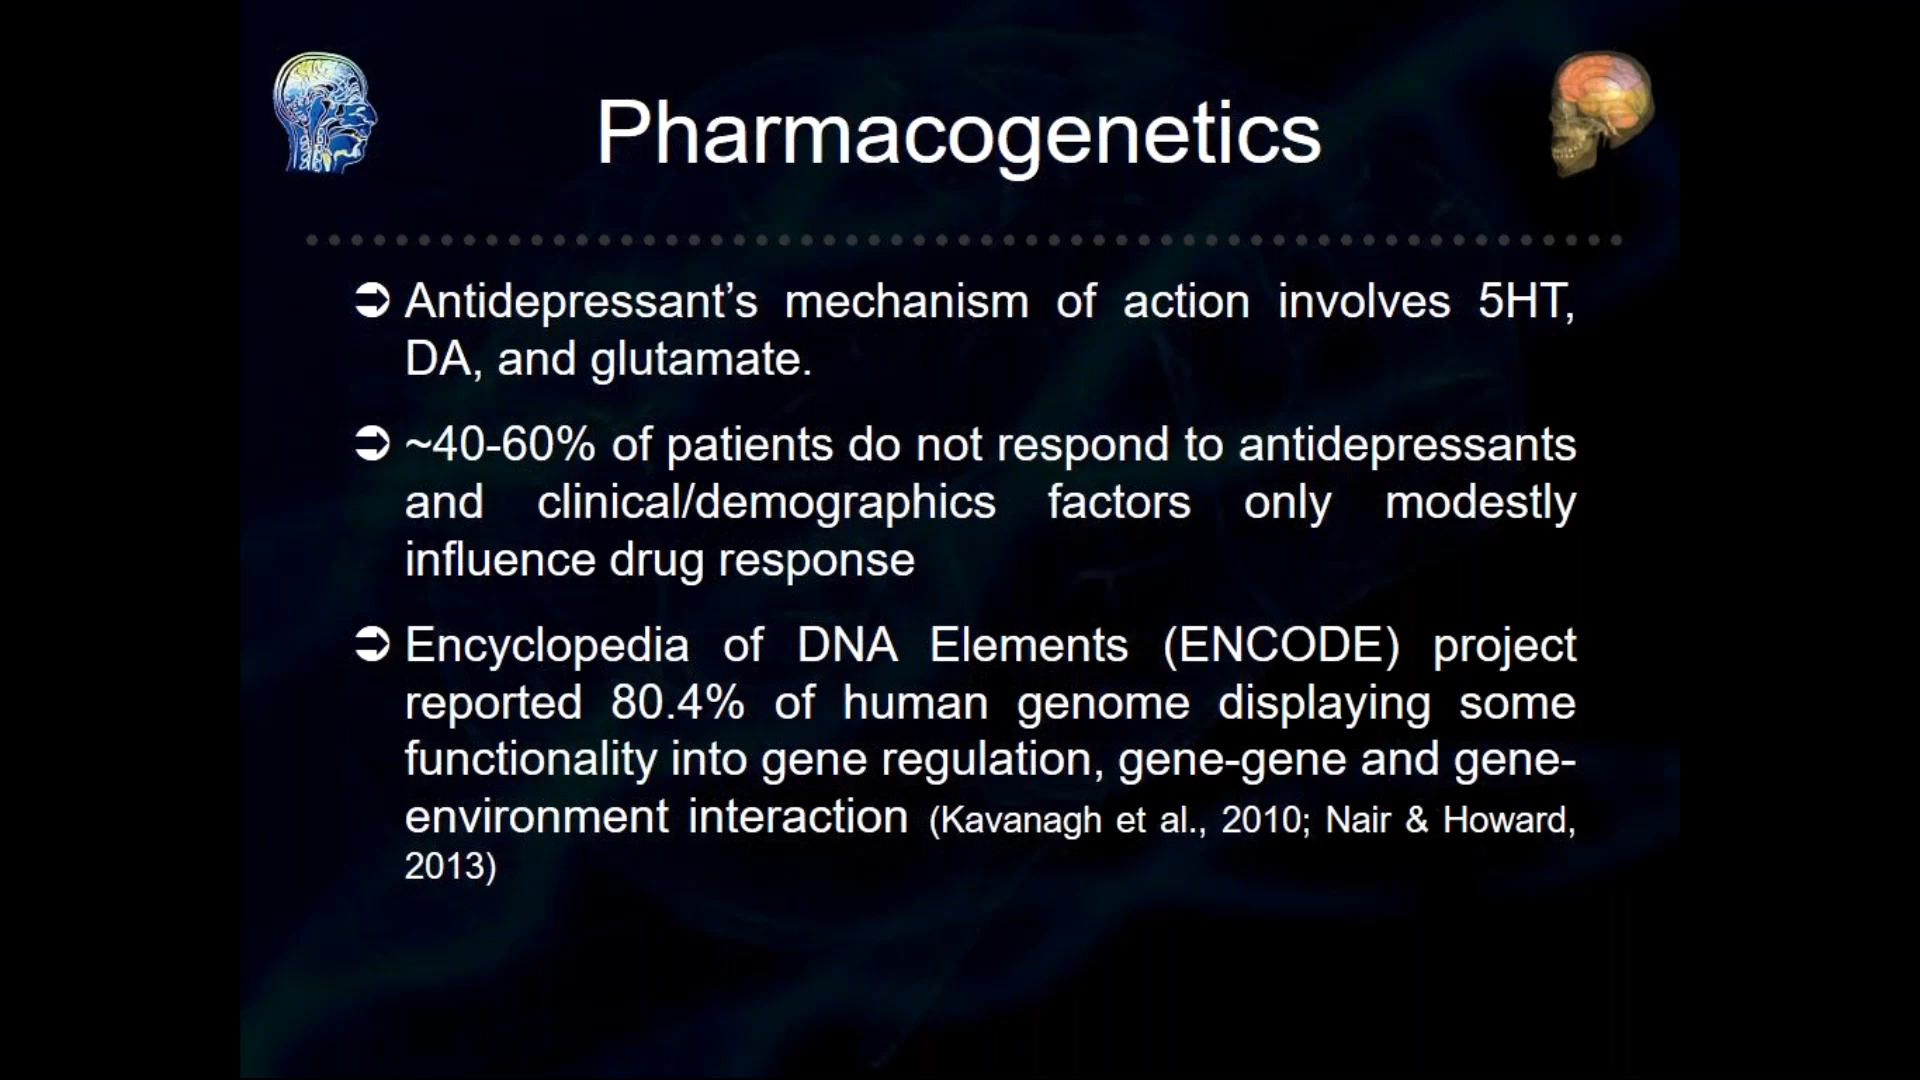 Pharmacogenetics
Antidepressant’s mechanism of action involves 5HT,
DA, and glutamate.
~40-60% of patients do not respond to antidepressants
and clinical/demographics factors only modestly
influence drug response
Encyclopedia of DNA Elements (ENCODE) project
reported 80.4% of human genome displaying some
functionality into gene regulation, gene-gene and gene-
environment interaction (Kavanagh et al., 2010; Nair & Howard,
2013)